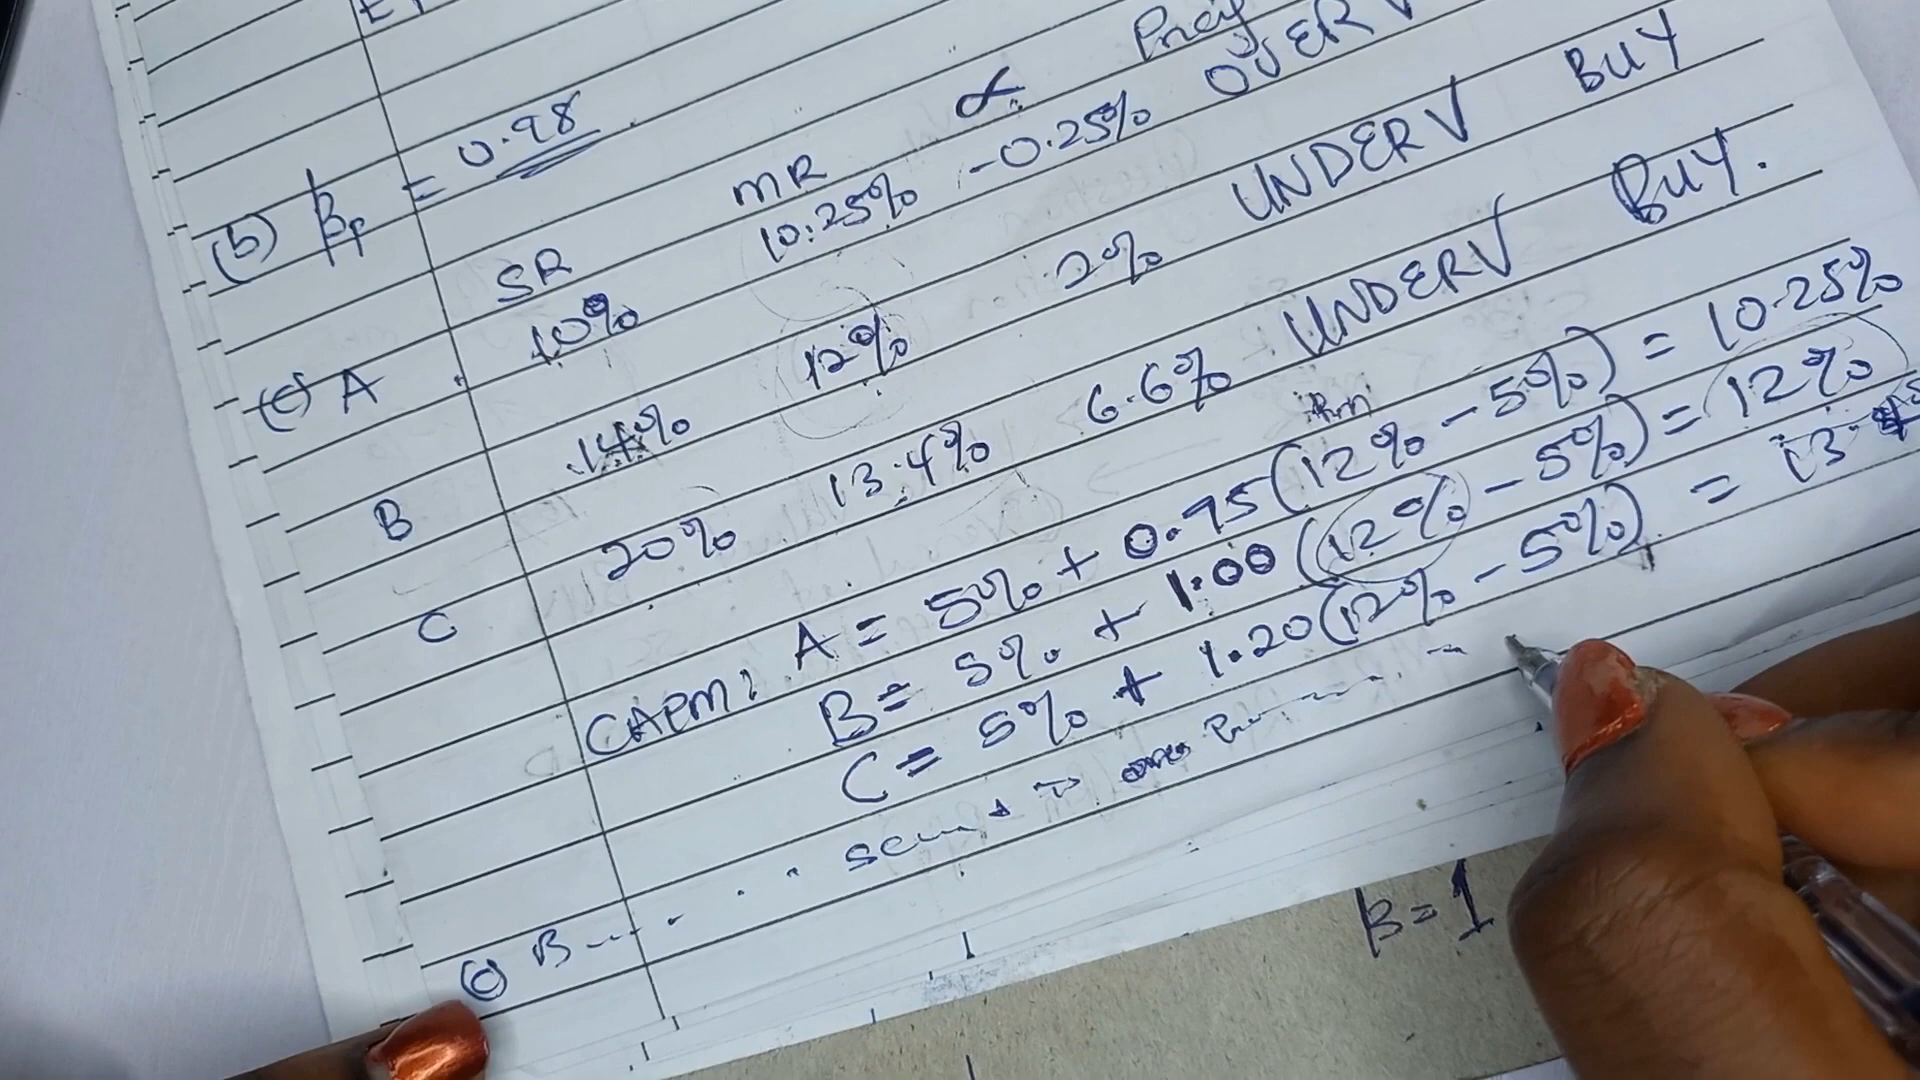 (b) βp = 0.98
SR MR α Pricy
(c) A 10% 10.25% -0.25% OVERV
B 14% 12% 2% UNDERV BUY
C 20% 13.4% 6.6% UNDERV BUY.
Rm
CAPM: A = 5% + 0.75(12% - 5%) = 10.25%
B = 5% + 1.00(12% - 5%) = 12%
C = 5% + 1.20(12% - 5%) = 13.4
B
β = 1